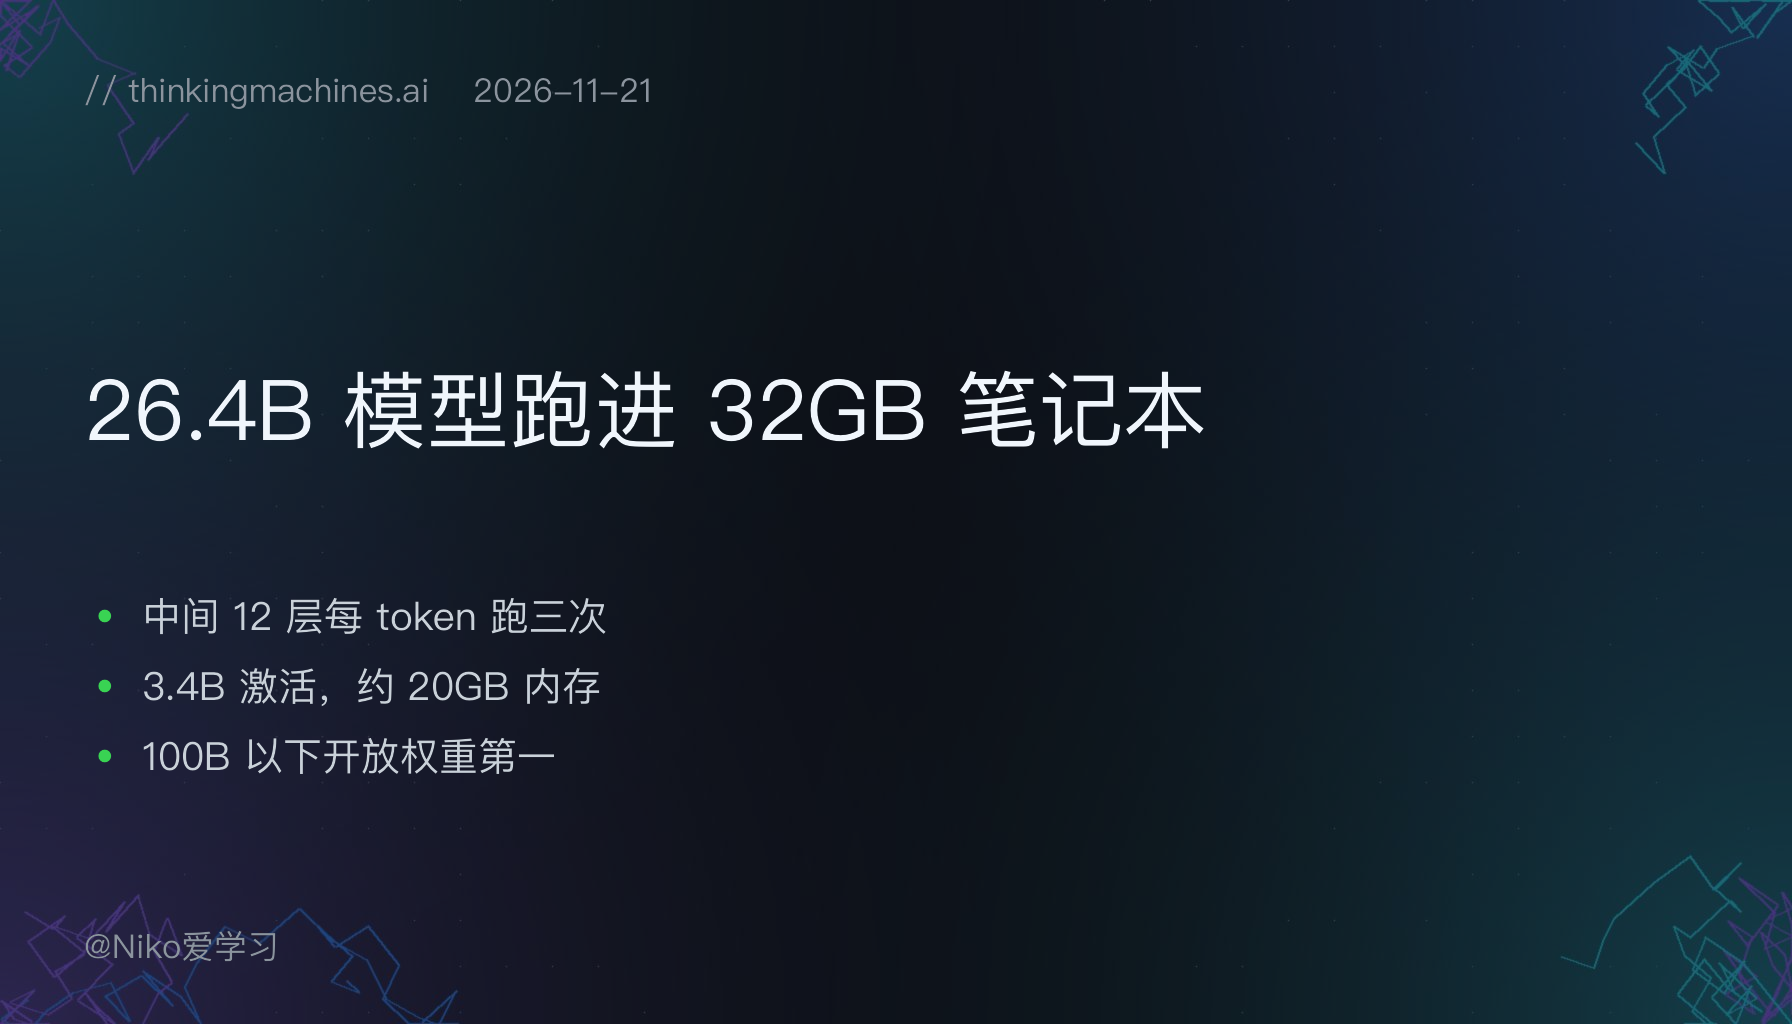 // thinkingmachines.ai 2026-11-21
26.4B 模型跑进 32GB 笔记本
• 中间 12 层每 token 跑三次
• 3.4B 激活，约 20GB 内存
• 100B 以下开放权重第一
@Niko爱学习